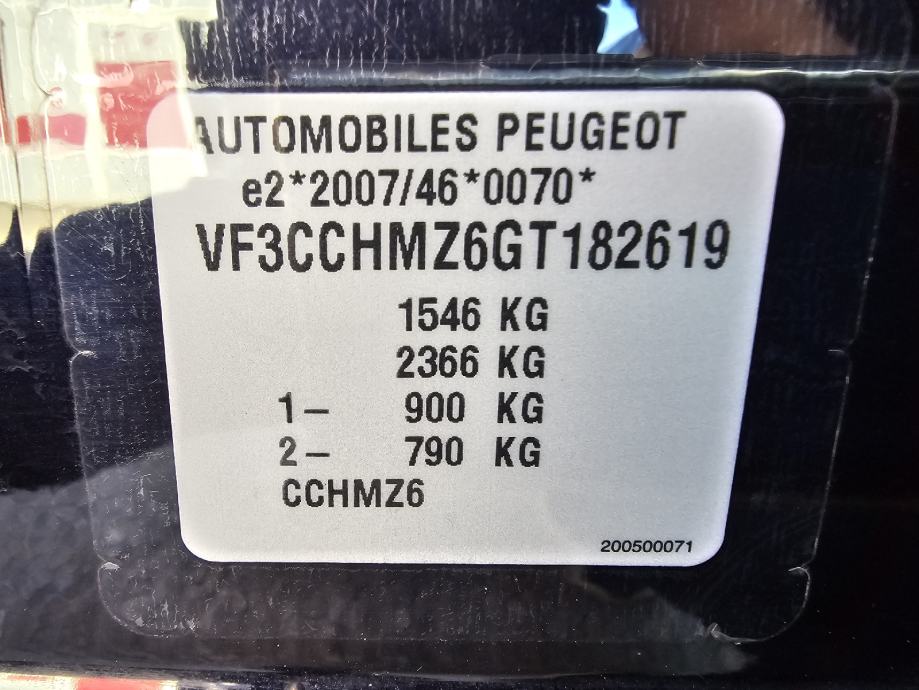 AUTOMOBILES PEUGEOT
e2*2007/46*0070*
VF3CCHMZ6GT182619
1546 KG
2366 KG
1– 900 KG
2– 790 KG
CCHMZ6
200500071